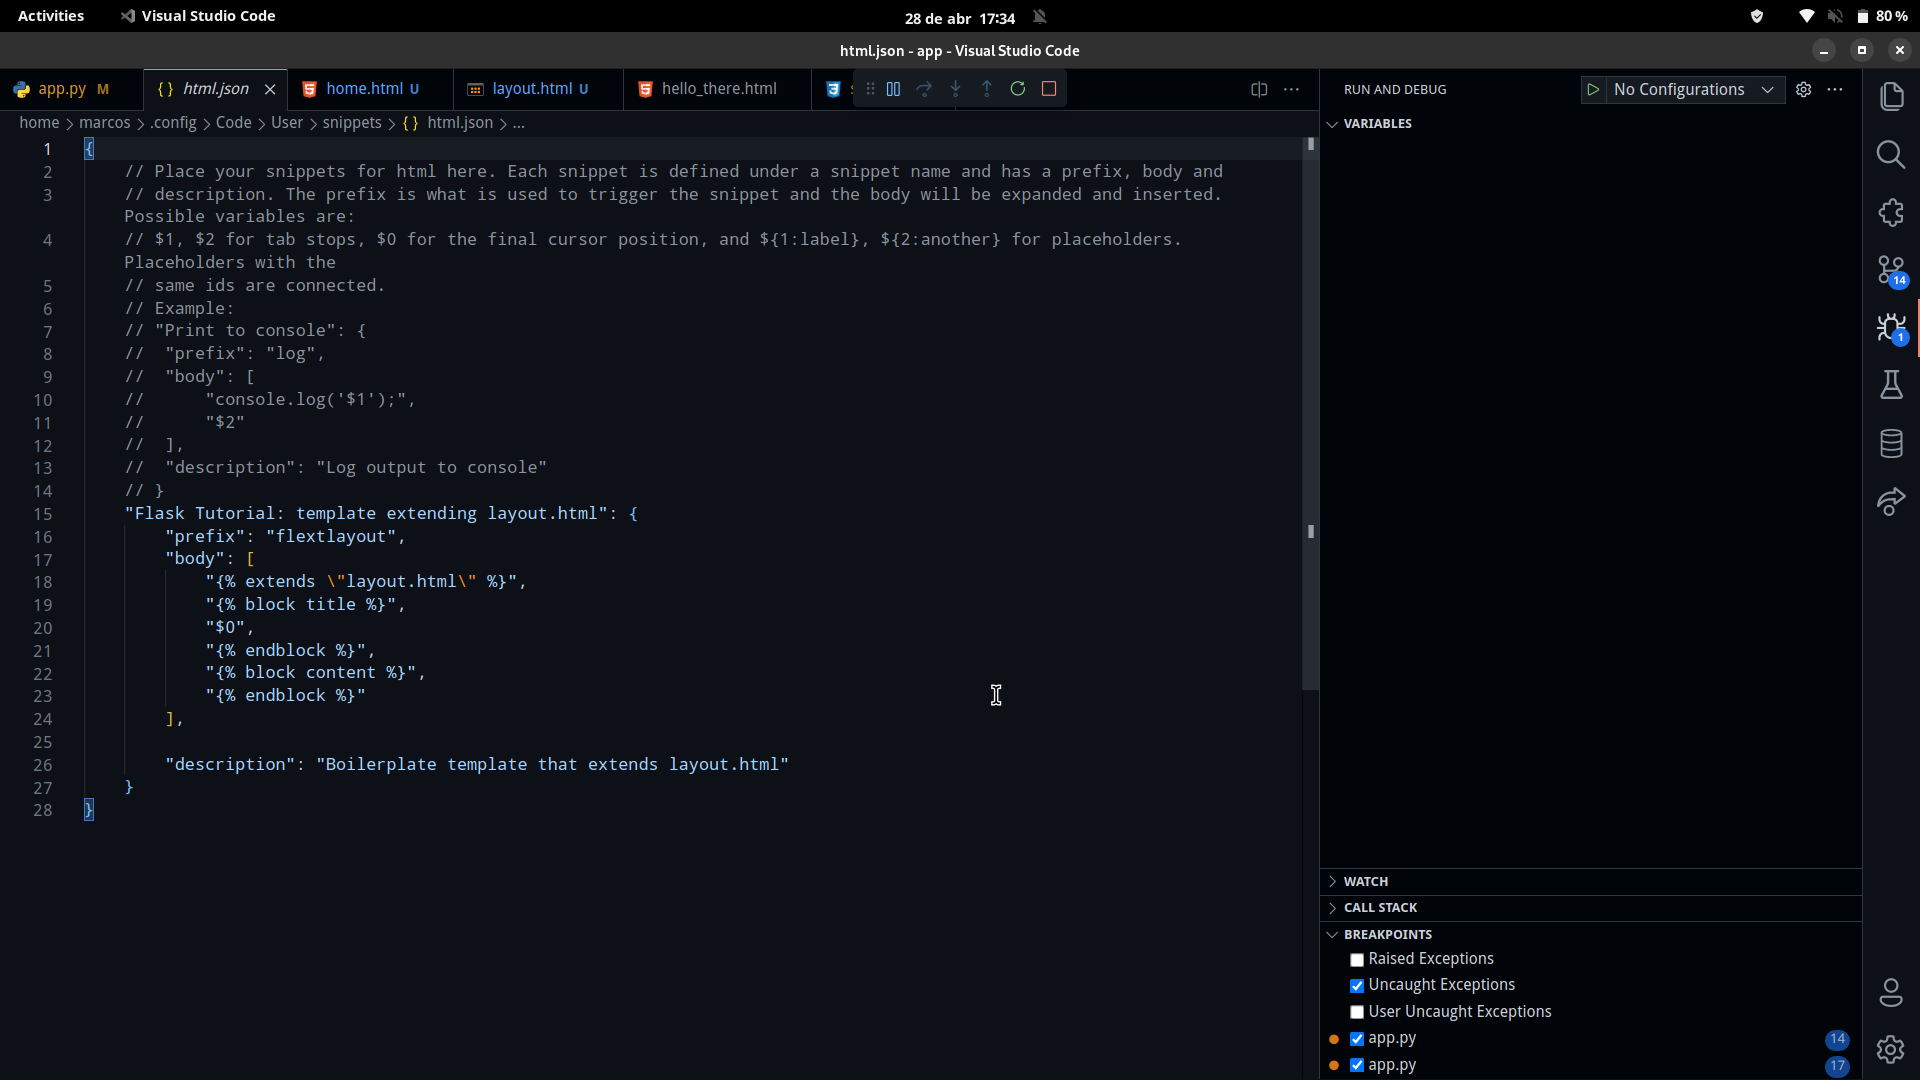 Activities Visual Studio Code 28 de abr 17:34 80 %
html.json - app - Visual Studio Code
app.py M {} html.json home.html U layout.html U hello_there.html
home > marcos > .config > Code > User > snippets > {} html.json > ...
1 {
2 // Place your snippets for html here. Each snippet is defined under a snippet name and has a prefix, body and
3 // description. The prefix is what is used to trigger the snippet and the body will be expanded and inserted.
Possible variables are:
4 // $1, $2 for tab stops, $0 for the final cursor position, and ${1:label}, ${2:another} for placeholders.
Placeholders with the
5 // same ids are connected.
6 // Example:
7 // "Print to console": {
8 //  "prefix": "log",
9 //  "body": [
10 //      "console.log('$1');",
11 //      "$2"
12 //  ],
13 //  "description": "Log output to console"
14 // }
15 "Flask Tutorial: template extending layout.html": {
16 "prefix": "flextlayout",
17 "body": [
18 "{% extends \"layout.html\" %}",
19 "{% block title %}",
20 "$0",
21 "{% endblock %}",
22 "{% block content %}",
23 "{% endblock %}"
24 ],
25
26 "description": "Boilerplate template that extends layout.html"
27 }
28 }
RUN AND DEBUG No Configurations
VARIABLES
WATCH
CALL STACK
BREAKPOINTS
Raised Exceptions
Uncaught Exceptions
User Uncaught Exceptions
app.py 14
app.py 17
14
1